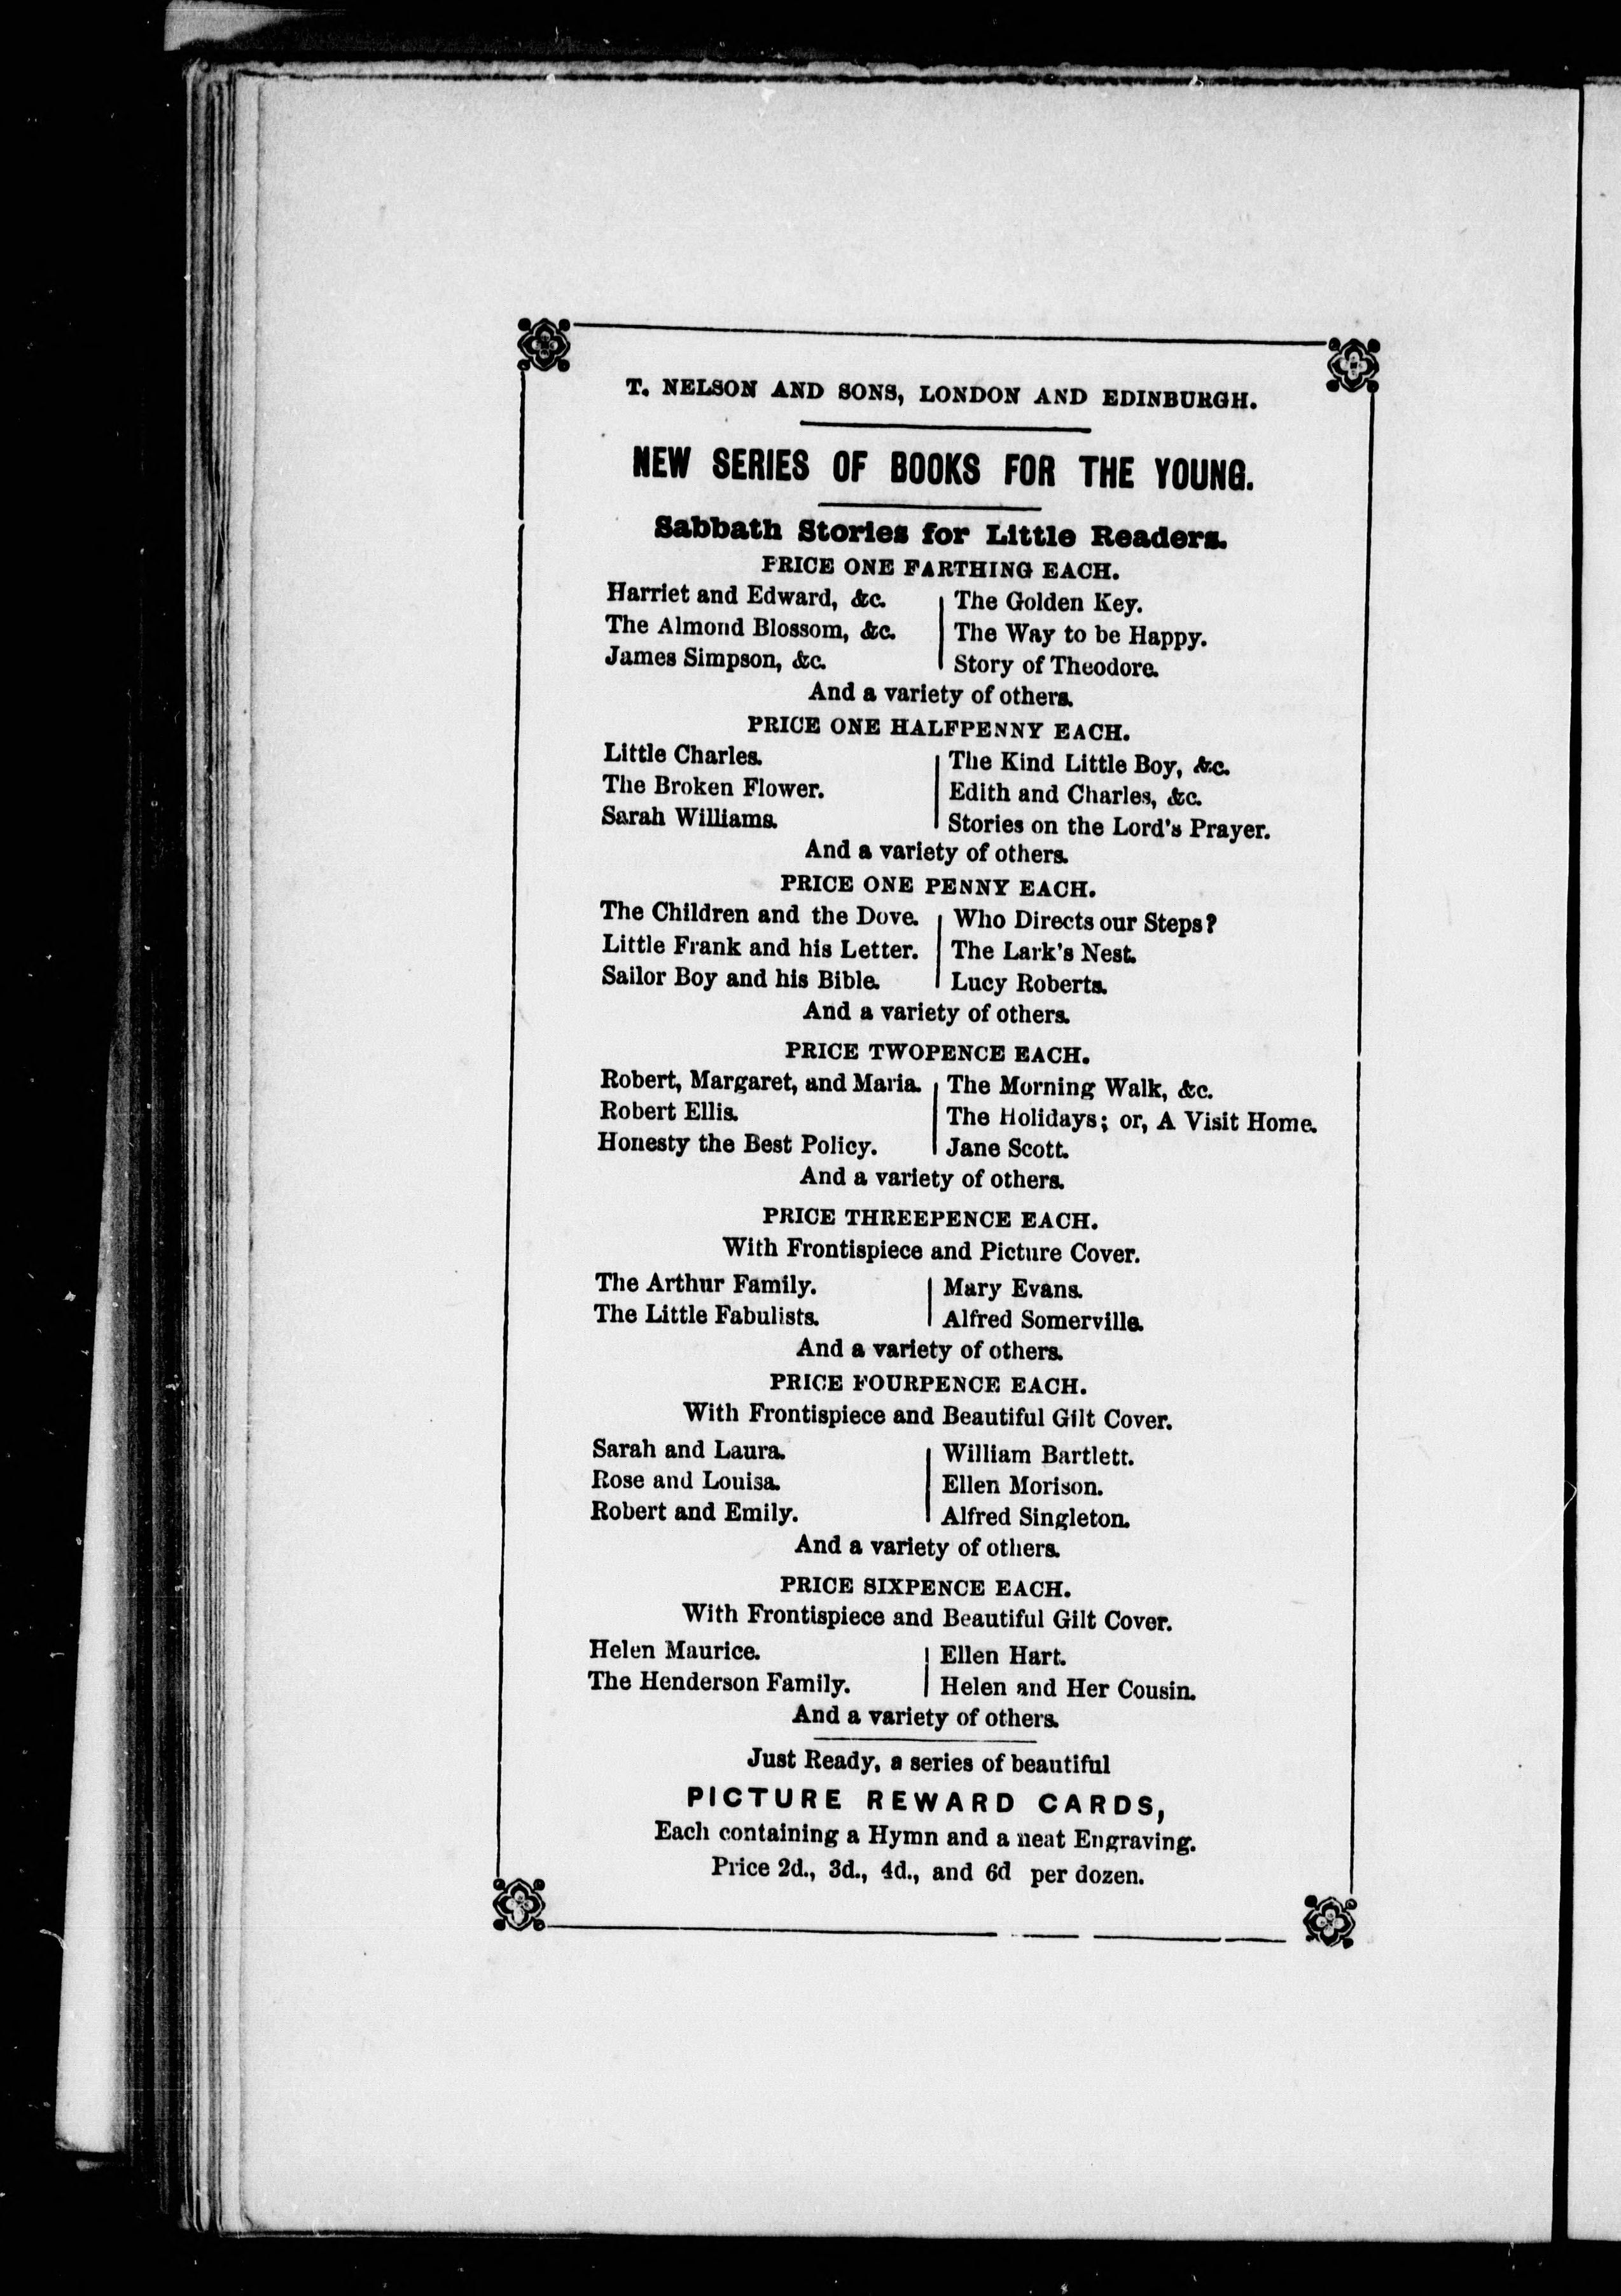 T. NELSON AND SONS, LONDON AND EDINBURGH.
NEW SERIES OF BOOKS FOR THE YOUNG.
Sabbath Stories for Little Readers.
PRICE ONE FARTHING EACH.
Harriet and Edward, &c.
The Almond Blossom, &c.
James Simpson, &c.
The Golden Key.
The Way to be Happy.
Story of Theodore.
And a variety of others.
PRICE ONE HALFPENNY EACH.
Little Charles.
The Broken Flower.
Sarah Williams.
The Kind Little Boy, &c.
Edith and Charles, &c.
Stories on the Lord's Prayer.
And a variety of others.
PRICE ONE PENNY EACH.
The Children and the Dove.
Little Frank and his Letter.
Sailor Boy and his Bible.
Who Directs our Steps?
The Lark's Nest.
Lucy Roberts.
And a variety of others.
PRICE TWOPENCE EACH.
Robert, Margaret, and Maria.
Robert Ellis.
Honesty the Best Policy.
The Morning Walk, &c.
The Holidays; or, A Visit Home.
Jane Scott.
And a variety of others.
PRICE THREEPENCE EACH.
With Frontispiece and Picture Cover.
The Arthur Family.
The Little Fabulists.
Mary Evans.
Alfred Somerville.
And a variety of others.
PRICE FOURPENCE EACH.
With Frontispiece and Beautiful Gilt Cover.
Sarah and Laura.
Rose and Louisa.
Robert and Emily.
William Bartlett.
Ellen Morison.
Alfred Singleton.
And a variety of others.
PRICE SIXPENCE EACH.
With Frontispiece and Beautiful Gilt Cover.
Helen Maurice.
The Henderson Family.
Ellen Hart.
Helen and Her Cousin.
And a variety of others.
Just Ready, a series of beautiful
PICTURE REWARD CARDS,
Each containing a Hymn and a neat Engraving.
Price 2d., 3d., 4d., and 6d per dozen.